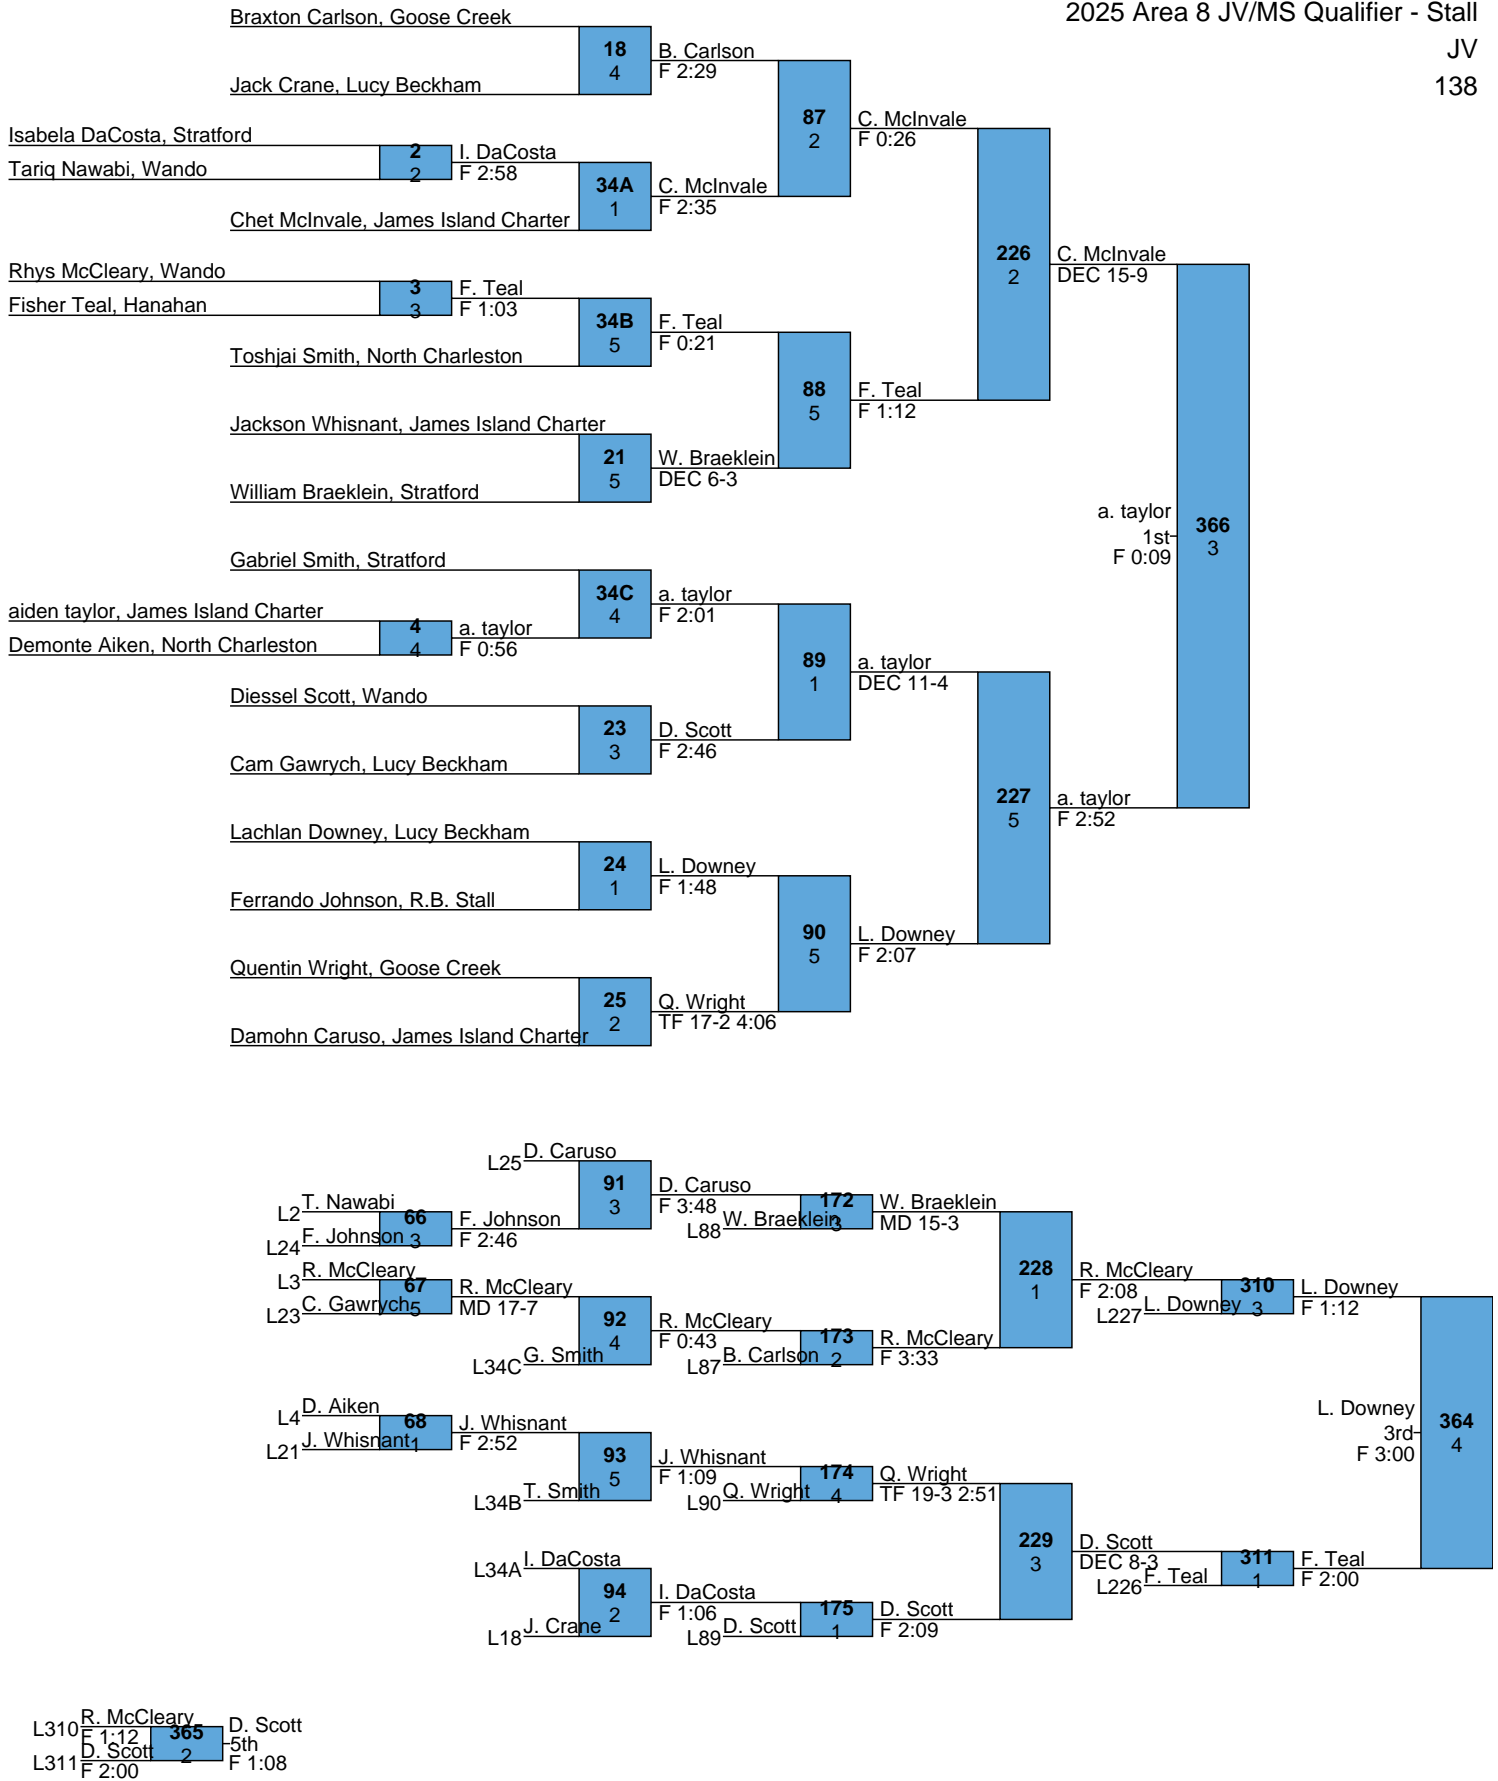 2025 Area 8 JV/MS Qualifier - Stall
JV
138
Braxton Carlson, Goose Creek
18
4
B. Carlson
F 2:29
Jack Crane, Lucy Beckham
87
2
C. McInvale
F 0:26
Isabela DaCosta, Stratford
2
2
I. DaCosta
F 2:58
Tariq Nawabi, Wando
34A
1
C. McInvale
F 2:35
Chet McInvale, James Island Charter
226
2
C. McInvale
DEC 15-9
Rhys McCleary, Wando
3
3
F. Teal
F 1:03
Fisher Teal, Hanahan
34B
5
F. Teal
F 0:21
Toshjai Smith, North Charleston
88
5
F. Teal
F 1:12
Jackson Whisnant, James Island Charter
21
5
W. Braeklein
DEC 6-3
William Braeklein, Stratford
a. taylor
1st
F 0:09
366
3
Gabriel Smith, Stratford
34C
4
a. taylor
F 2:01
aiden taylor, James Island Charter
4
4
a. taylor
F 0:56
Demonte Aiken, North Charleston
89
1
a. taylor
DEC 11-4
Diessel Scott, Wando
23
3
D. Scott
F 2:46
Cam Gawrych, Lucy Beckham
227
5
a. taylor
F 2:52
Lachlan Downey, Lucy Beckham
24
1
L. Downey
F 1:48
Ferrando Johnson, R.B. Stall
90
5
L. Downey
F 2:07
Quentin Wright, Goose Creek
25
2
Q. Wright
TF 17-2 4:06
Damohn Caruso, James Island Charter
L25
D. Caruso
91
3
D. Caruso
F 3:48
L2
T. Nawabi
66
3
F. Johnson
F 2:46
L24
F. Johnson
172
3
W. Braeklein
MD 15-3
L88
W. Braeklein
L3
R. McCleary
67
5
R. McCleary
MD 17-7
L23
C. Gawrych
228
1
R. McCleary
F 2:08
310
3
L. Downey
F 1:12
L227
L. Downey
92
4
R. McCleary
F 0:43
L34C
G. Smith
173
2
R. McCleary
F 3:33
L87
B. Carlson
L4
D. Aiken
68
1
J. Whisnant
F 2:52
L21
J. Whisnant
L. Downey
3rd
F 3:00
364
4
93
5
J. Whisnant
F 1:09
L34B
T. Smith
174
4
Q. Wright
TF 19-3 2:51
L90
Q. Wright
229
3
D. Scott
DEC 8-3
311
1
F. Teal
F 2:00
L226
F. Teal
L34A
I. DaCosta
94
2
I. DaCosta
F 1:06
L18
J. Crane
175
1
D. Scott
F 2:09
L89
D. Scott
L310
R. McCleary
F 1:12
365
2
D. Scott
5th
F 1:08
L311
D. Scott
F 2:00